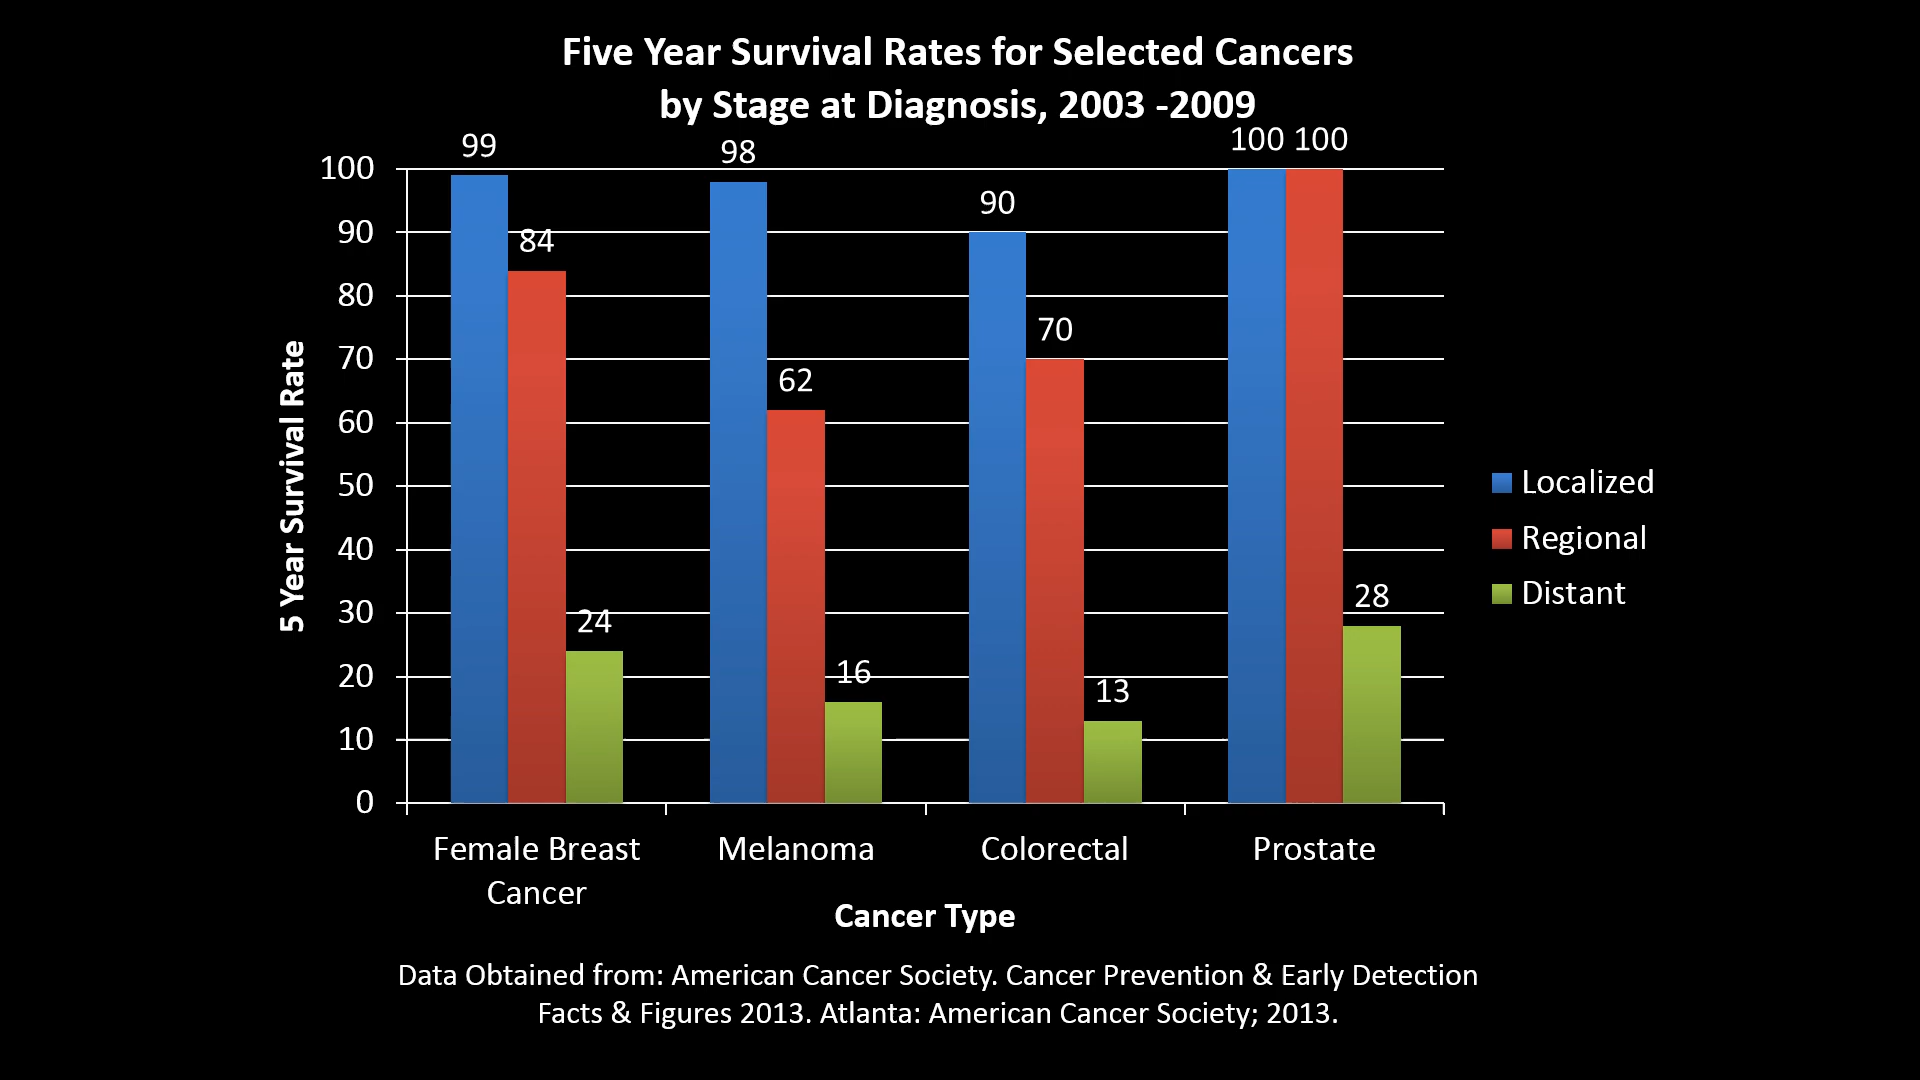 Five Year Survival Rates for Selected Cancers
by Stage at Diagnosis, 2003 -2009
99
98
90
100 100
84
62
70
24
16
13
28
100
90
80
70
60
50
40
30
20
10
0
5 Year Survival Rate
Localized
Regional
Distant
Female Breast
Cancer
Melanoma
Colorectal
Prostate
Cancer Type
Data Obtained from: American Cancer Society. Cancer Prevention & Early Detection
Facts & Figures 2013. Atlanta: American Cancer Society; 2013.